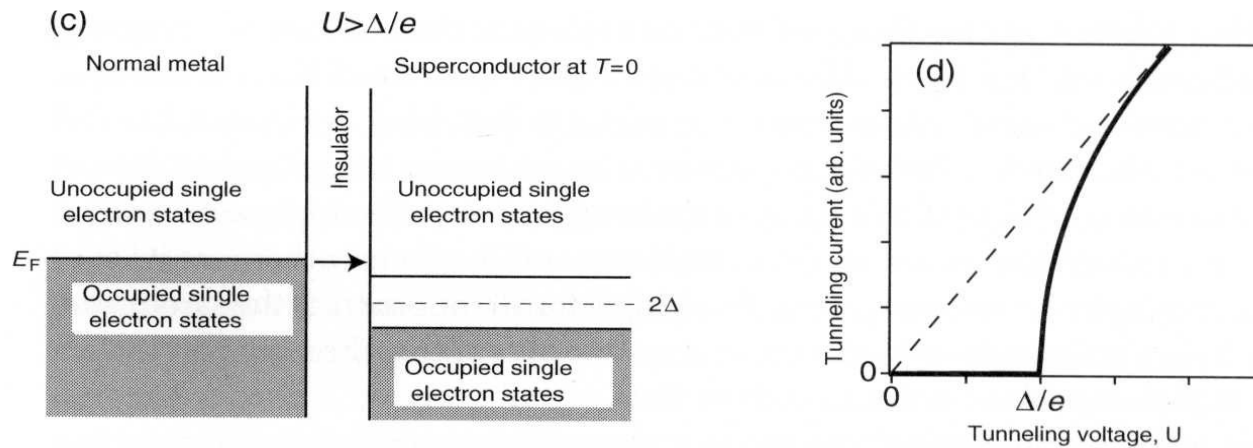 (c)
U>Δ/e
Normal metal
Superconductor at T=0
Insulator
Unoccupied single
electron states
Unoccupied single
electron states
E_F
Occupied single
electron states
2Δ
Occupied single
electron states
(d)
Tunneling current (arb. units)
0
0
Δ/e
Tunneling voltage, U